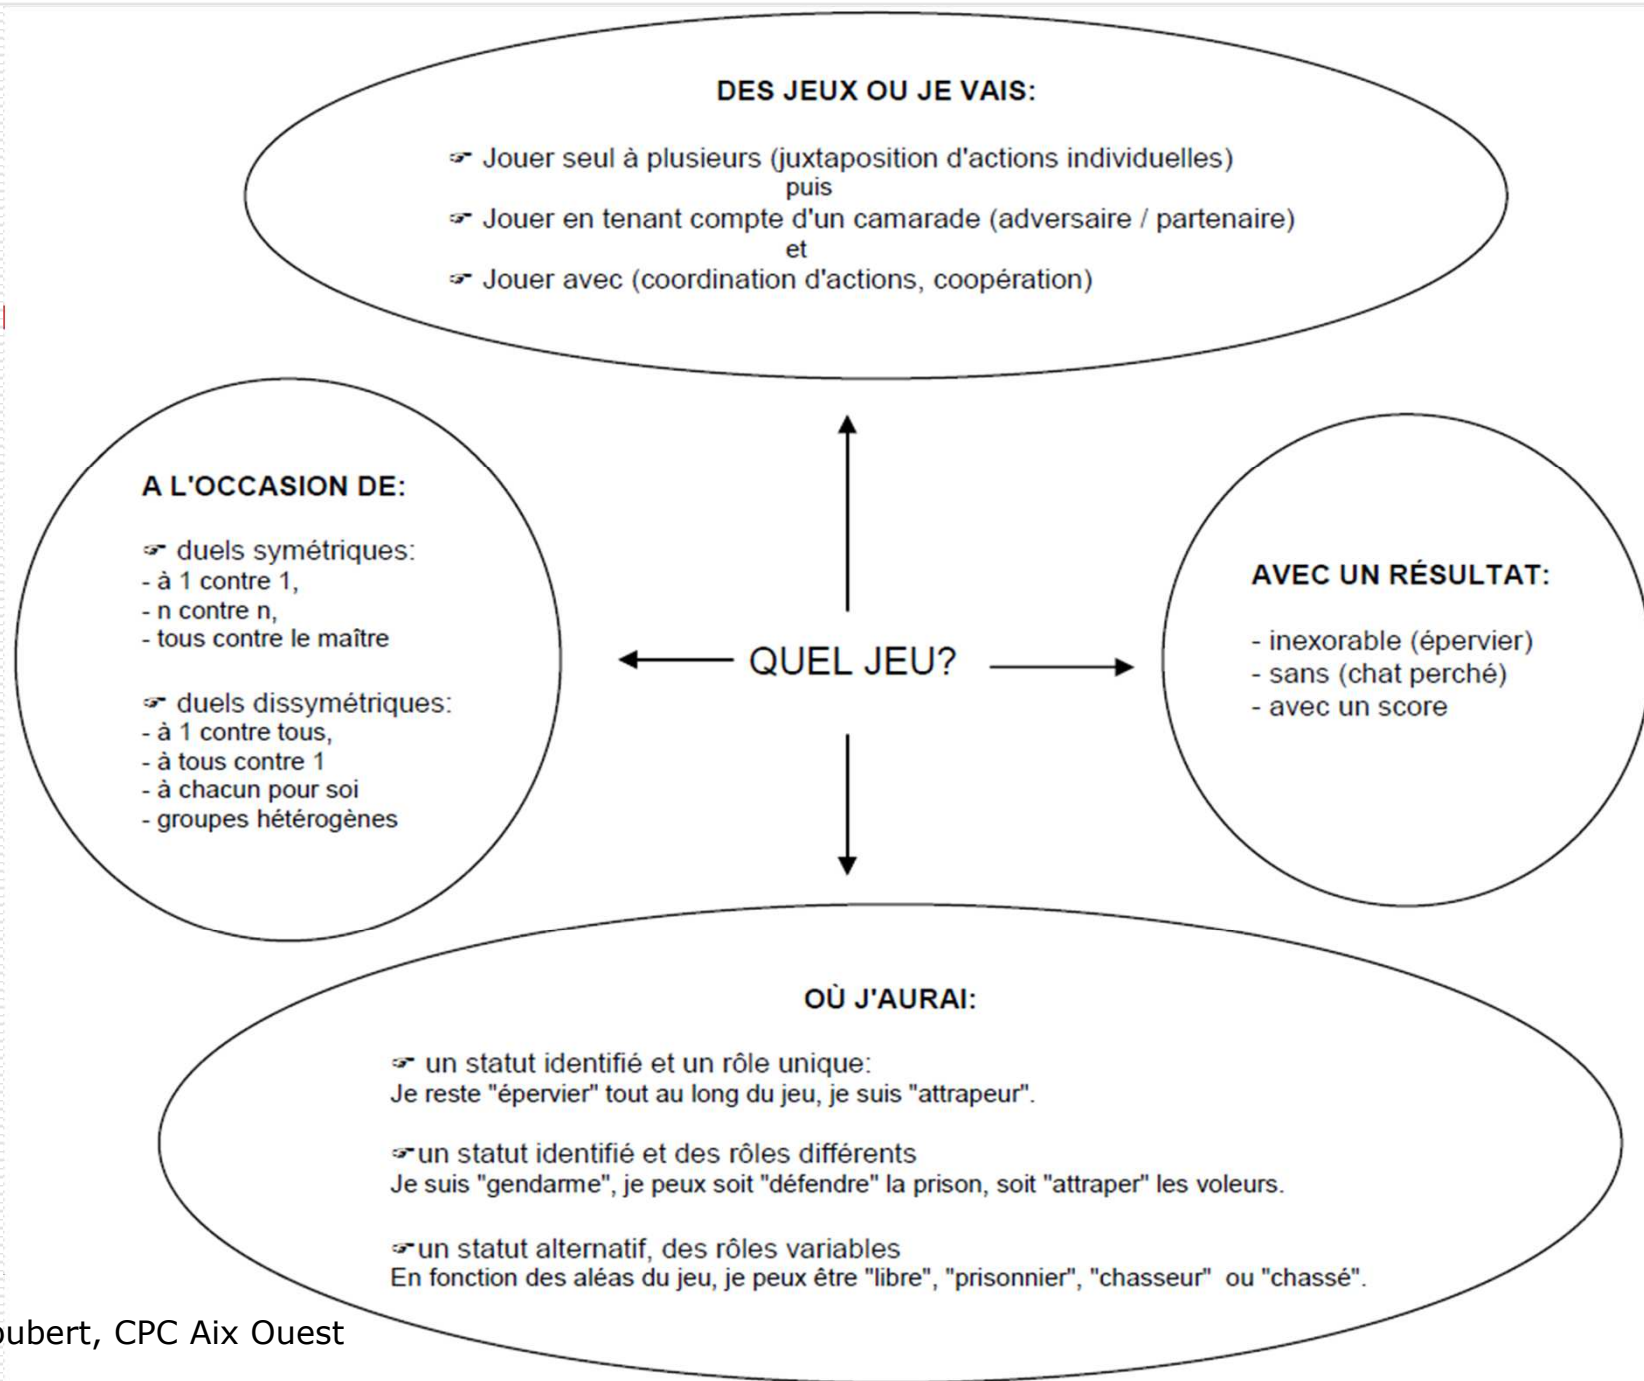 DES JEUX OU JE VAIS:
☞ Jouer seul à plusieurs (juxtaposition d'actions individuelles)
puis
☞ Jouer en tenant compte d'un camarade (adversaire / partenaire)
et
☞ Jouer avec (coordination d'actions, coopération)
A L'OCCASION DE:
☞ duels symétriques:
- à 1 contre 1,
- n contre n,
- tous contre le maître
☞ duels dissymétriques:
- à 1 contre tous,
- à tous contre 1
- à chacun pour soi
- groupes hétérogènes
QUEL JEU?
AVEC UN RÉSULTAT:
- inexorable (épervier)
- sans (chat perché)
- avec un score
OÙ J'AURAI:
☞ un statut identifié et un rôle unique:
Je reste "épervier" tout au long du jeu, je suis "attrapeur".
☞un statut identifié et des rôles différents
Je suis "gendarme", je peux soit "défendre" la prison, soit "attraper" les voleurs.
☞un statut alternatif, des rôles variables
En fonction des aléas du jeu, je peux être "libre", "prisonnier", "chasseur" ou "chassé".
oubert, CPC Aix Ouest